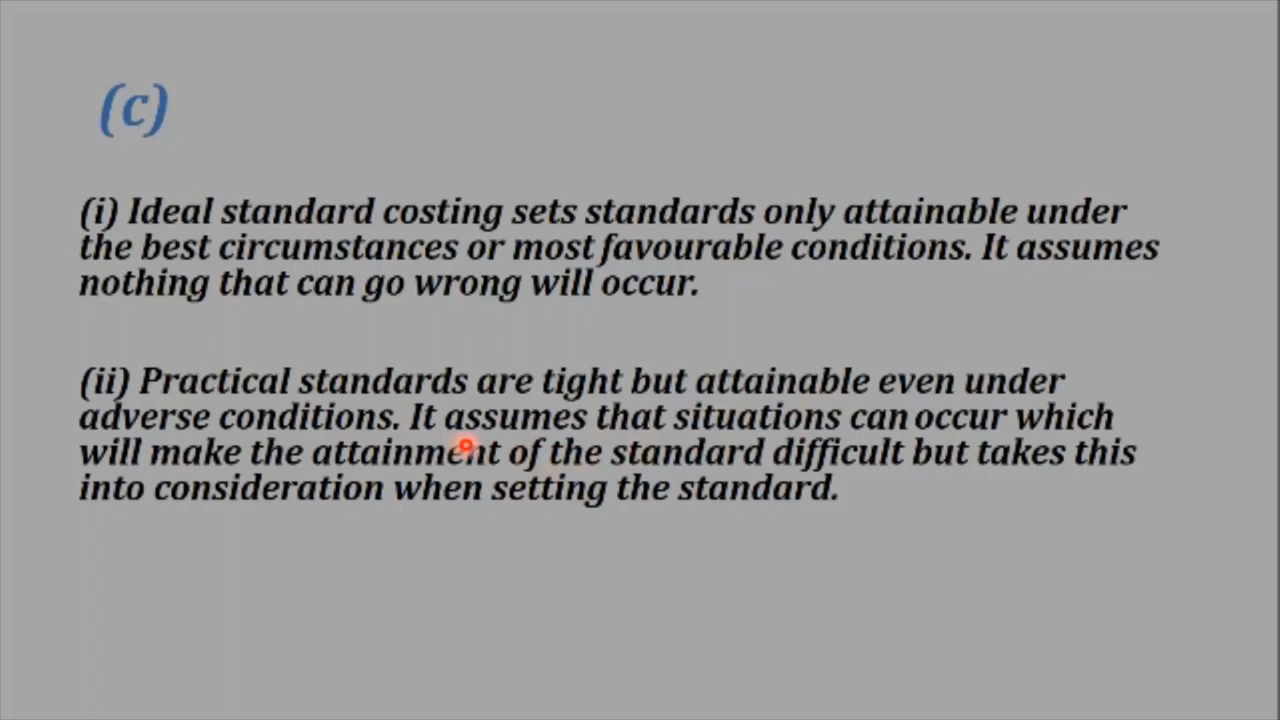 (c)
(i) Ideal standard costing sets standards only attainable under
the best circumstances or most favourable conditions. It assumes
nothing that can go wrong will occur.
(ii) Practical standards are tight but attainable even under
adverse conditions. It assumes that situations can occur which
will make the attainment of the standard difficult but takes this
into consideration when setting the standard.